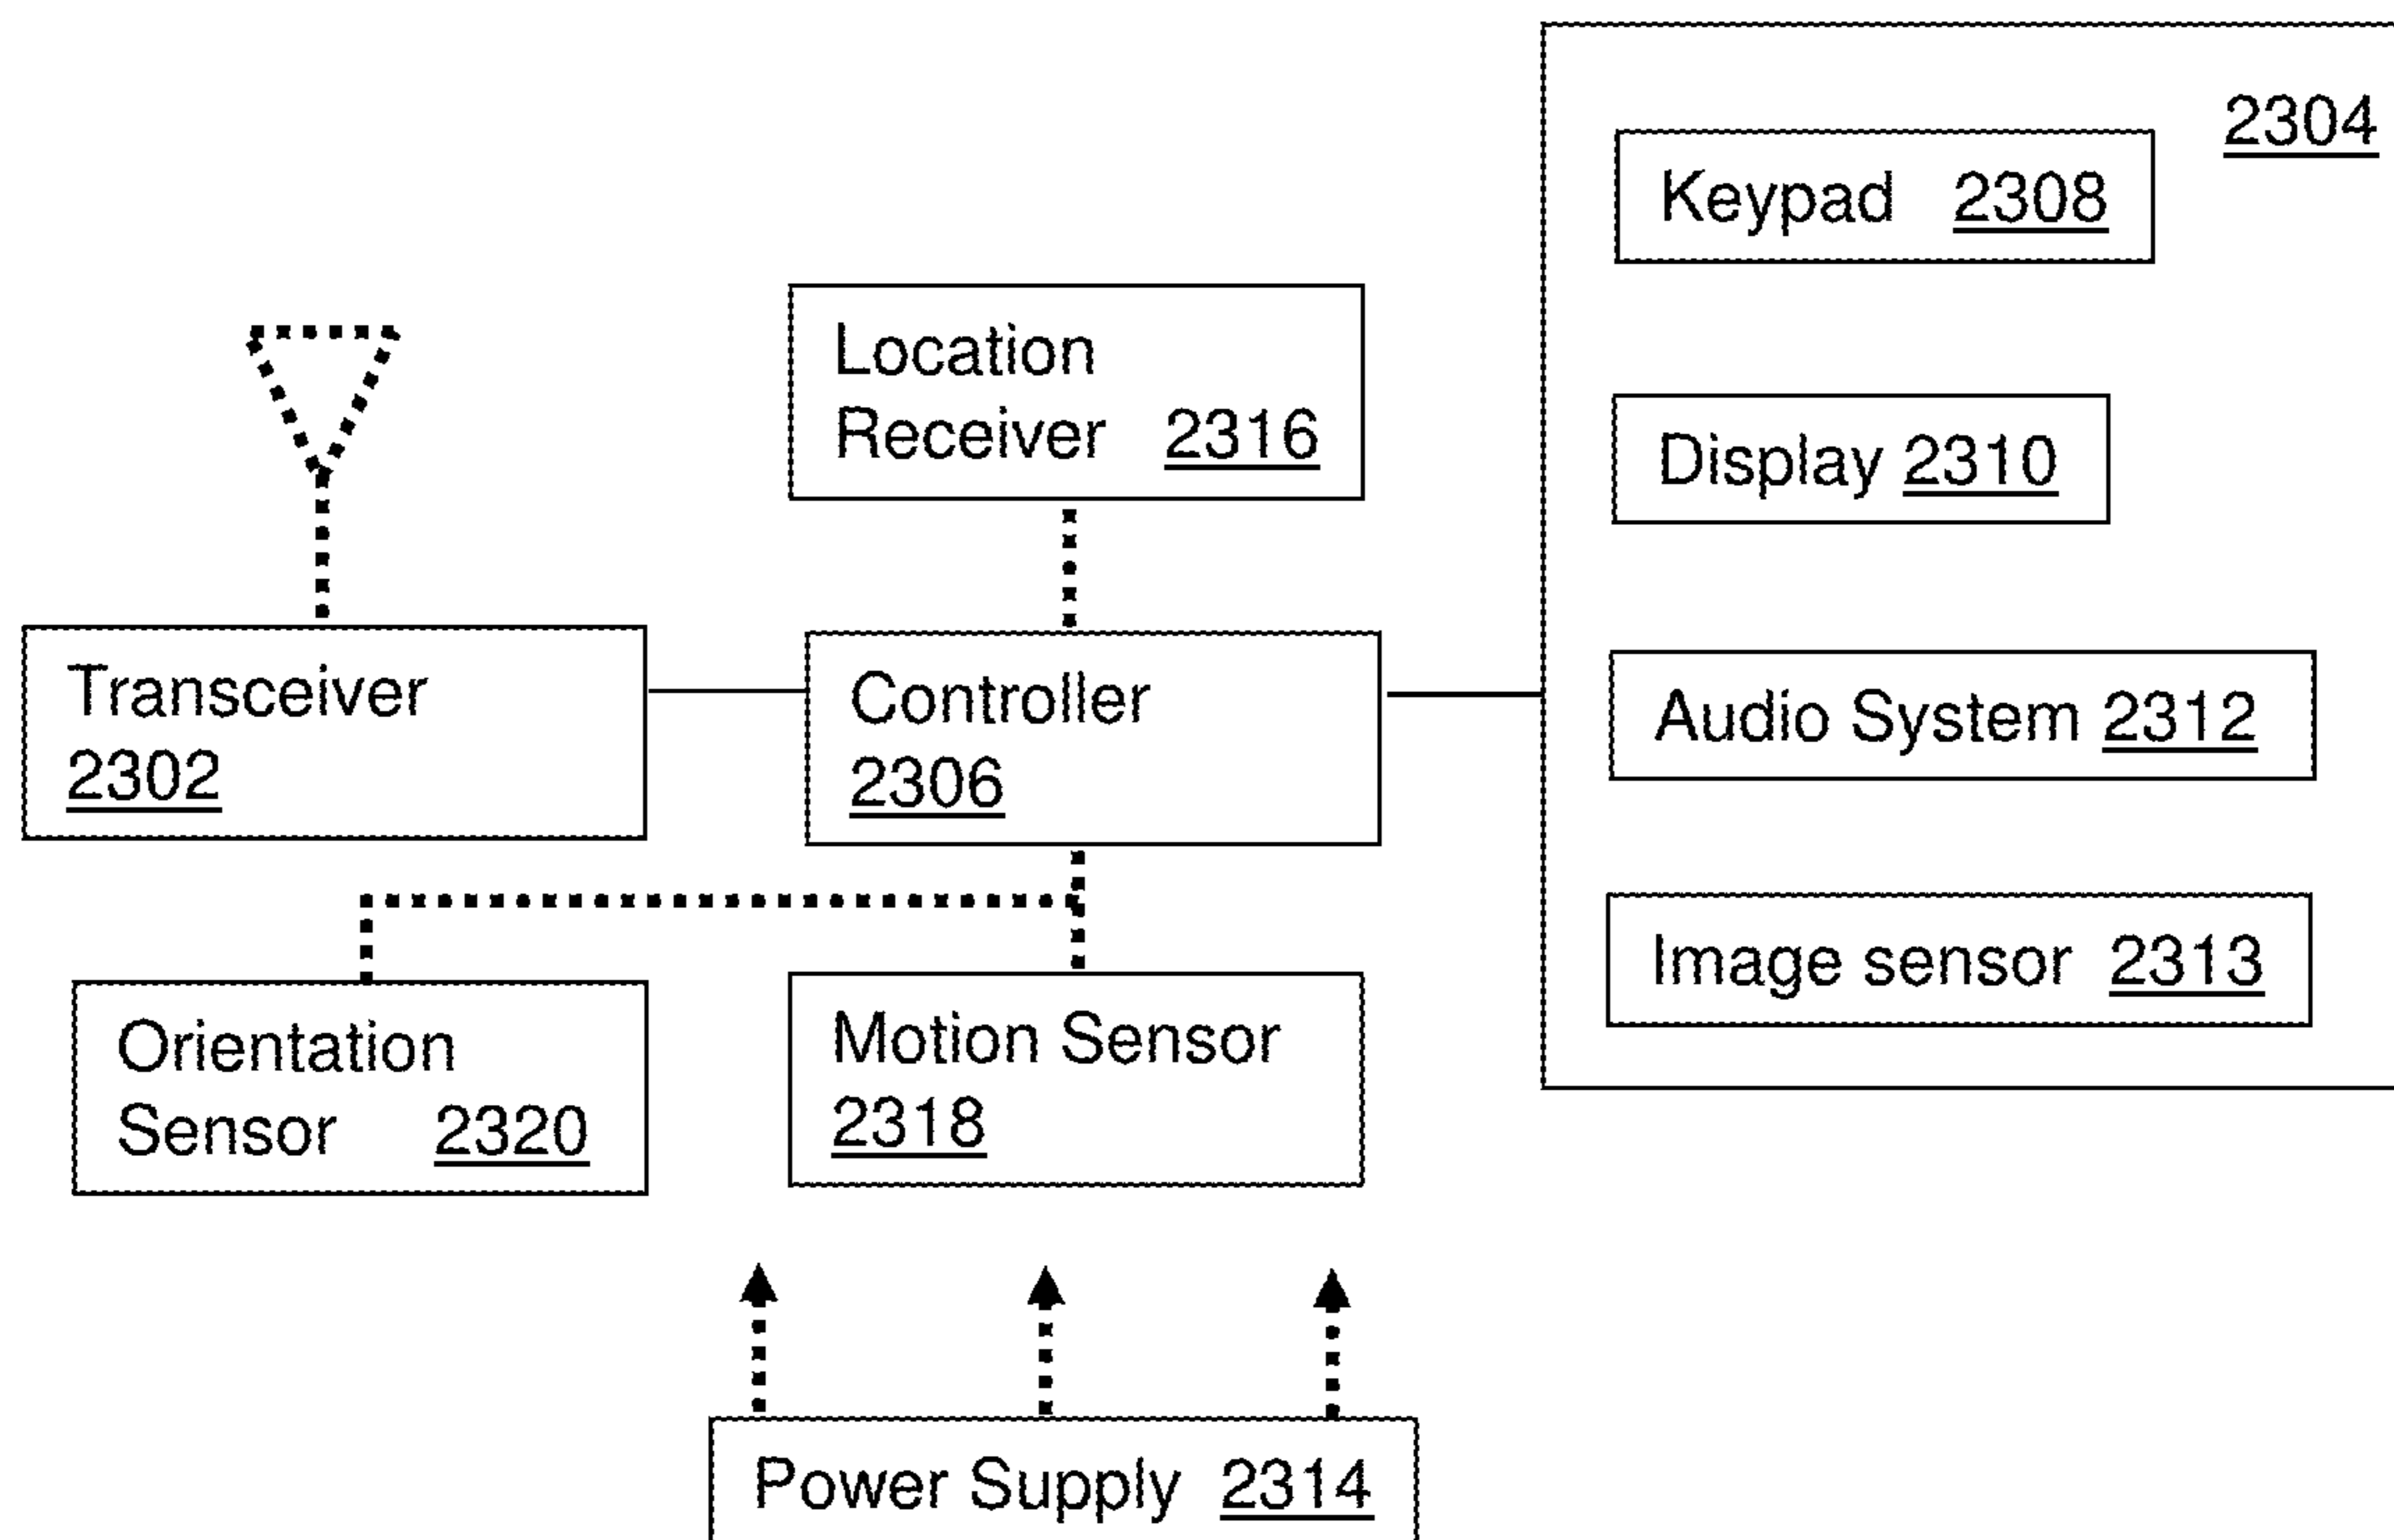 2304
Keypad 2308
Location
Receiver 2316
Display 2310
Transceiver
2302
Controller
2306
Audio System 2312
Image sensor 2313
Orientation
Sensor 2320
Motion Sensor
2318
Power Supply 2314